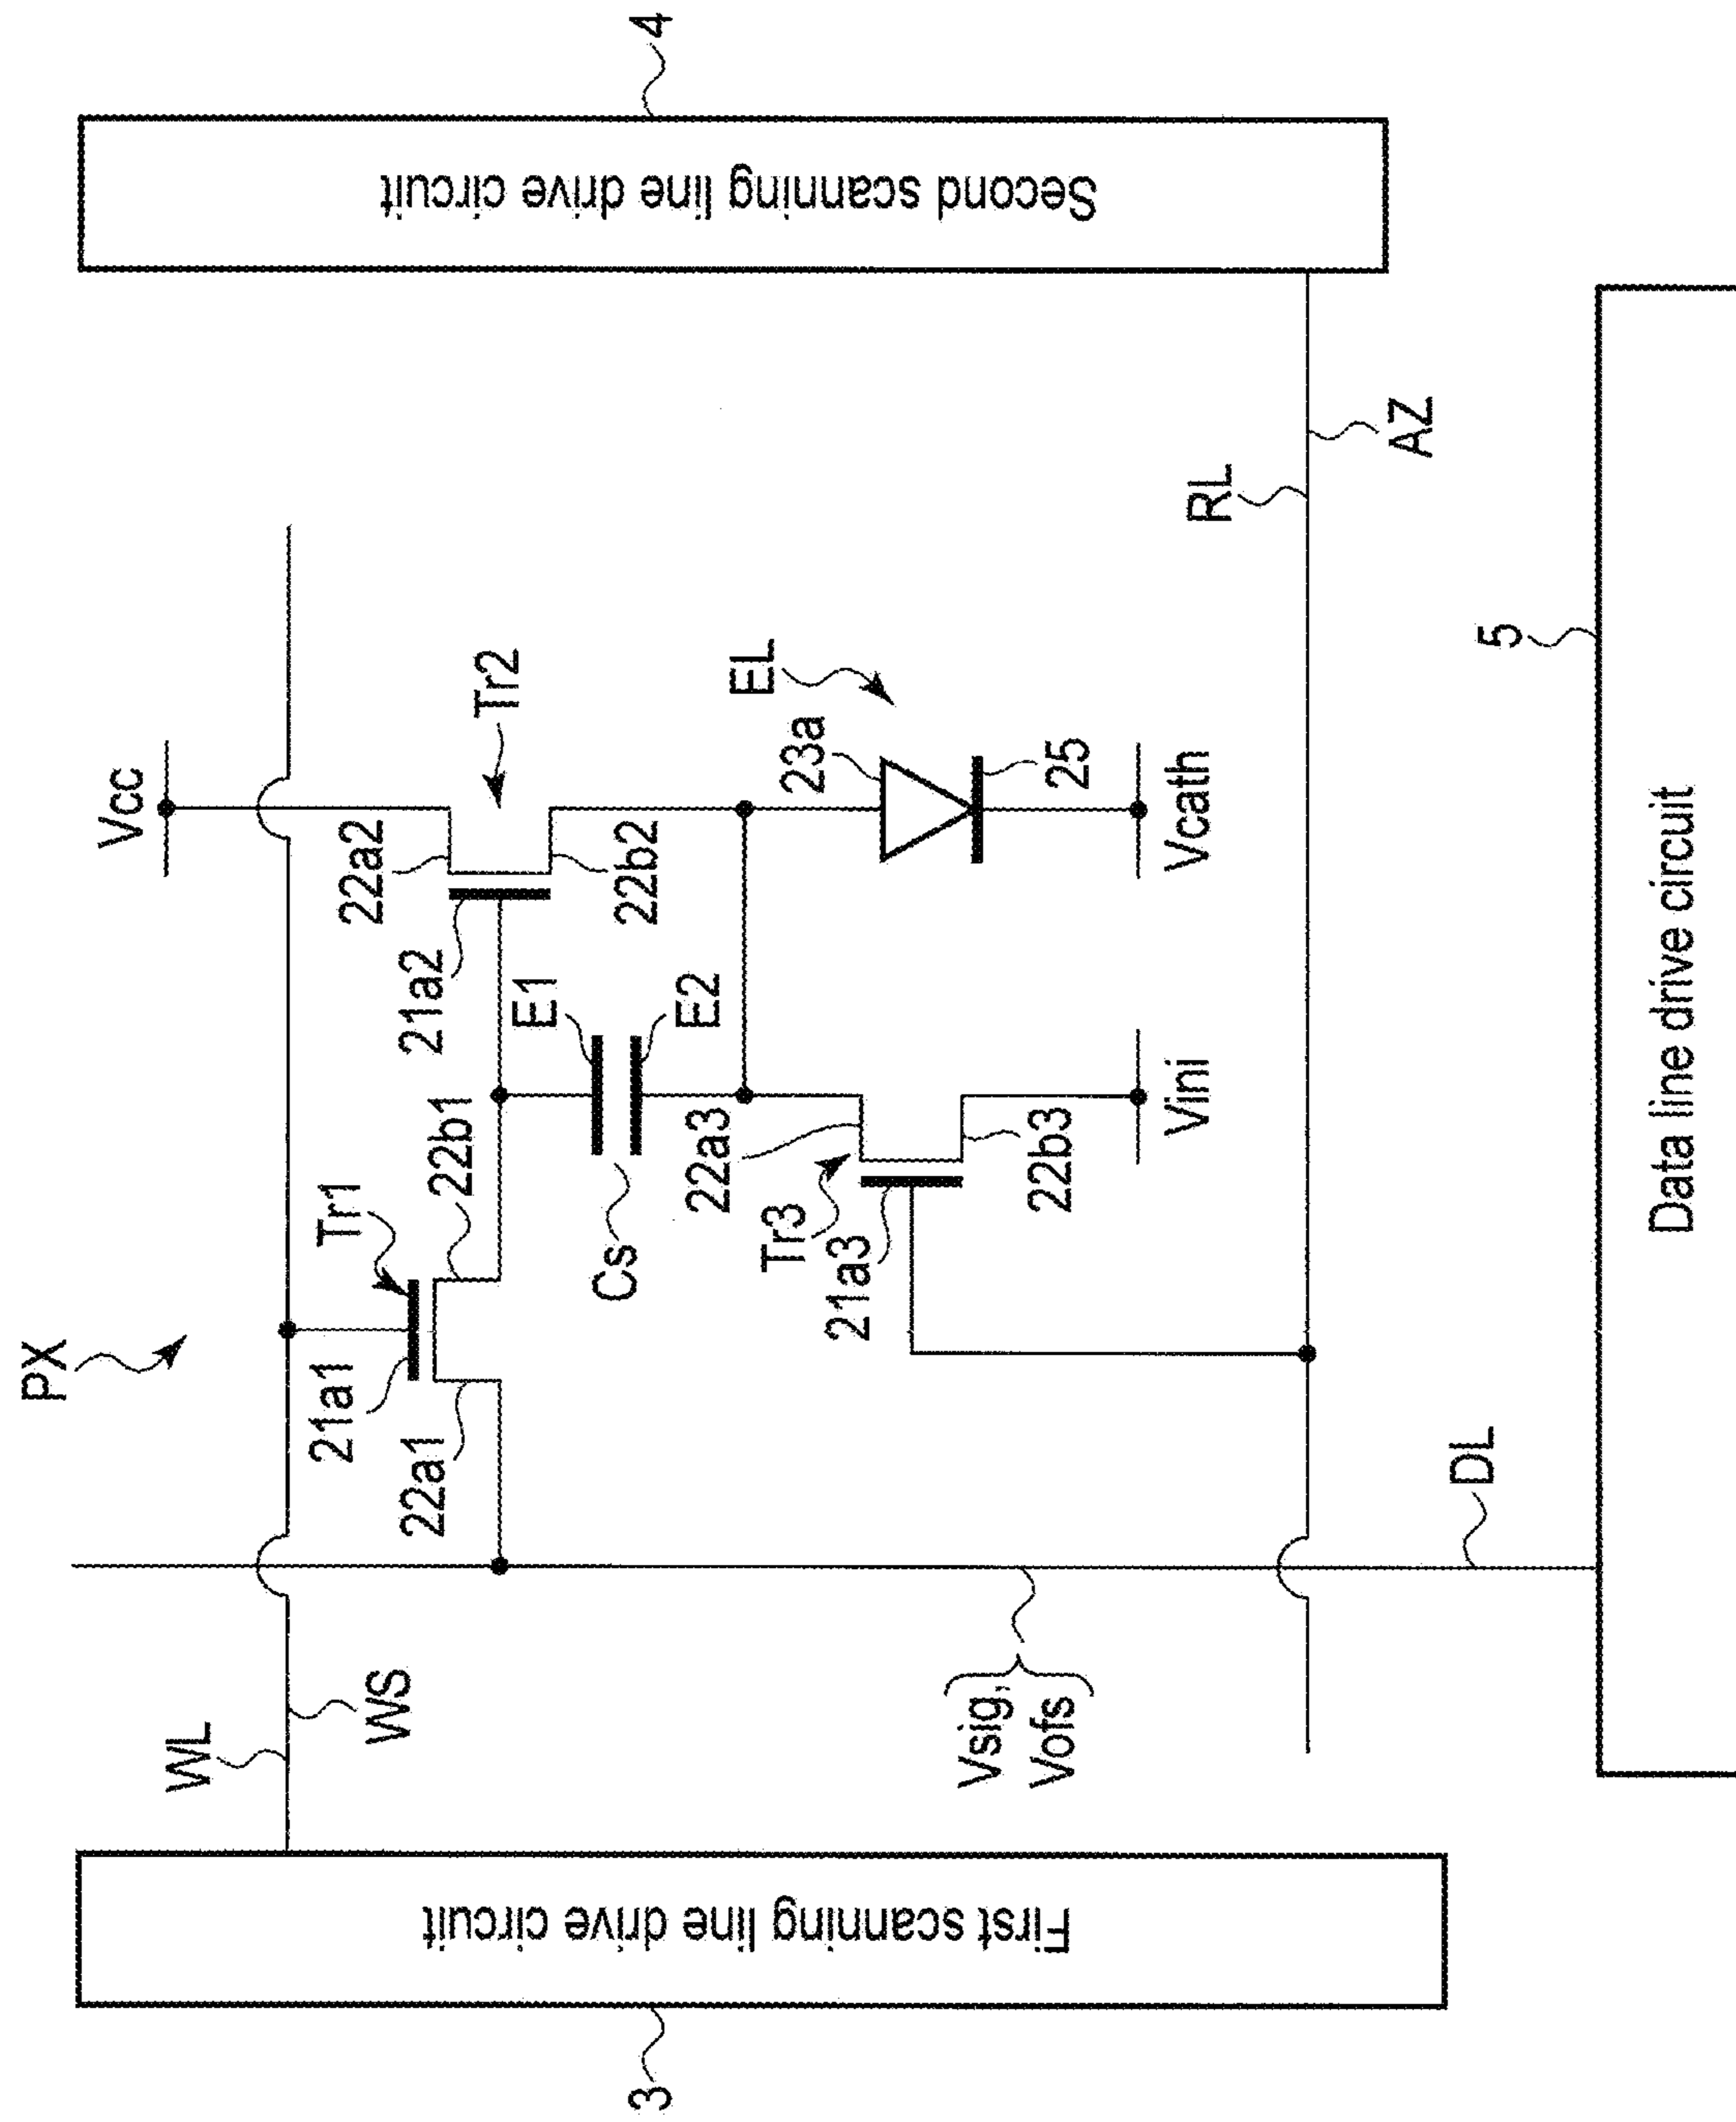 PX
Vcc
WL
WS
21a1
Tr1
22a1
22b1
22a2
Tr2
21a2
22b2
E1
E2
Cs
22a3
Tr3
21a3
22b3
EL
23a
25
Vini
Vcath
Vsig,
Vofs
RL
AZ
DL
3
First scanning line drive circuit
4
Second scanning line drive circuit
5
Data line drive circuit